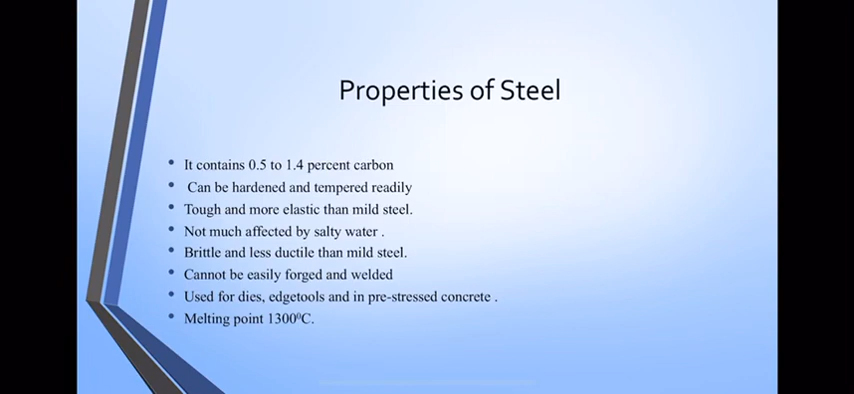 Properties of Steel
• It contains 0.5 to 1.4 percent carbon
• Can be hardened and tempered readily
• Tough and more elastic than mild steel.
• Not much affected by salty water .
• Brittle and less ductile than mild steel.
• Cannot be easily forged and welded
• Used for dies, edgetools and in pre-stressed concrete .
• Melting point 1300⁰C.